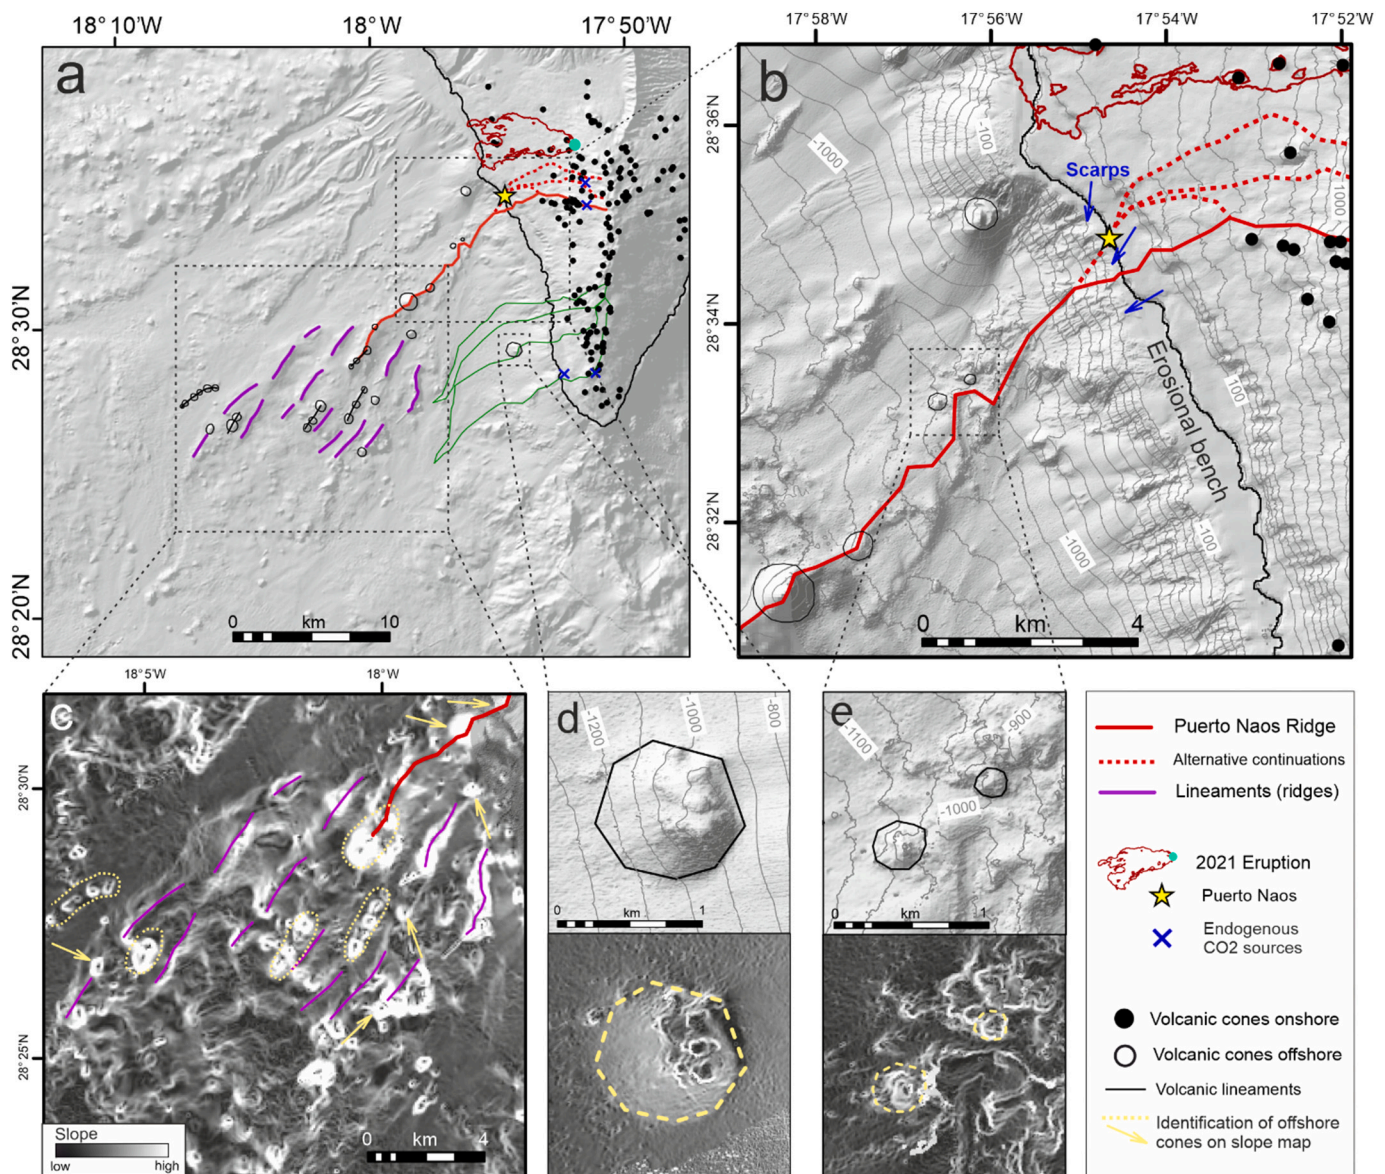 18°10’W
18°W
17°50’W
a
28°30’N
28°20’N
0
km
10
17°58’W
17°56’W
17°54’W
17°52’W
b
28°36’N
28°34’N
28°32’N
-1000
-100
Scarps
1000
Erosional bench
100
-1000
-100
0
km
4
18°5’W
18°W
c
28°30’N
28°25’N
Slope
low
high
0
km
4
d
-1200
-1000
-800
0
km
1
e
-1100
-900
-1000
0
km
1
Puerto Naos Ridge
Alternative continuations
Lineaments (ridges)
2021 Eruption
Puerto Naos
Endogenous
CO2 sources
Volcanic cones onshore
Volcanic cones offshore
Volcanic lineaments
Identification of offshore
cones on slope map